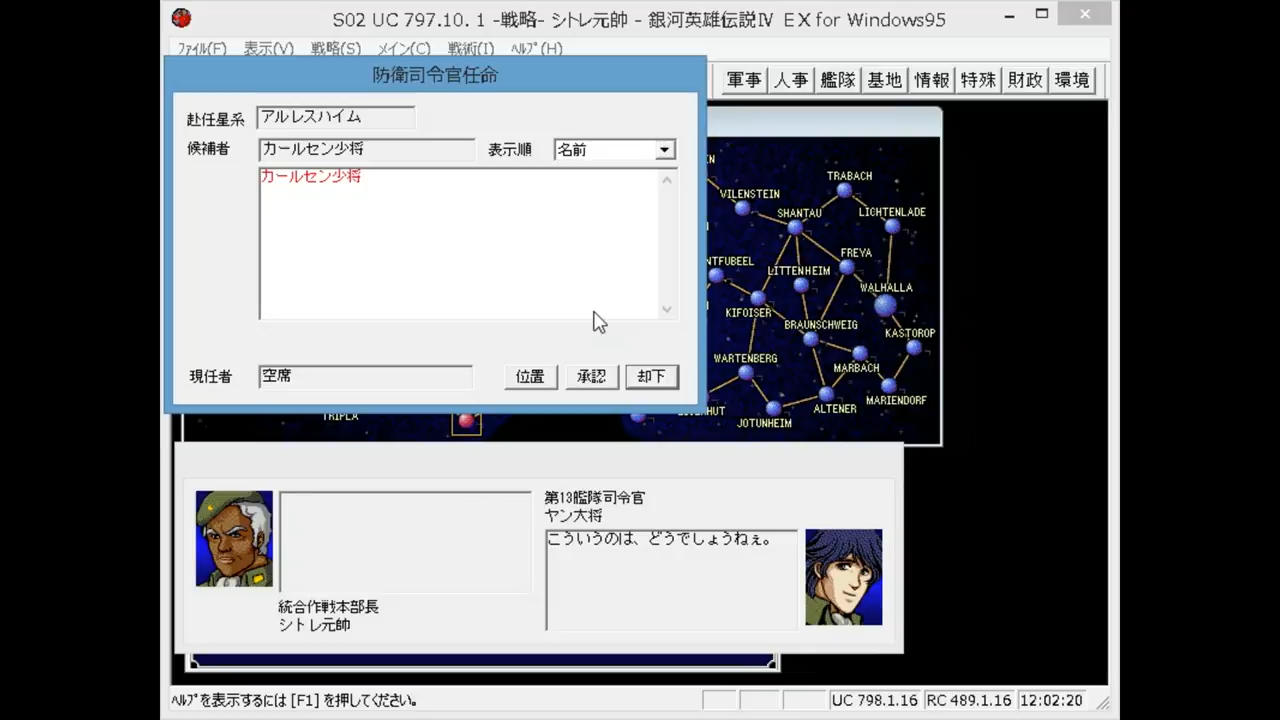 S02 UC 797.10. 1 -戦略- シトレ元帥 - 銀河英雄伝説Ⅳ EX for Windows95
ﾌｧｲﾙ(F) 表示(V) 戦略(S) メイン(C) 戦術(I) ﾍﾙﾌﾟ(H)
防衛司令官任命
軍事 人事 艦隊 基地 情報 特殊 財政 環境
赴任星系 アルレスハイム
候補者 カールセン少将 表示順 名前
カールセン少将
現任者 空席 位置 承認 却下
TRABACH
VILENSTEIN
SHANTAU
LICHTENLADE
FREYA
NTFUBEEL
LITTENHEIM
WALHALLA
KIFOISER
BRAUNSCHWEIG
KASTOROP
WARTENBERG
MARBACH
MARIENDORF
ALTENER
JOTUNHEIM
TRIPLA
第13艦隊司令官
ヤン大将
こういうのは、どうでしょうねぇ。
統合作戦本部長
シトレ元帥
ﾍﾙﾌﾟを表示するには [F1] を押してください。
UC 798.1.16 RC 489.1.16 12:02:20